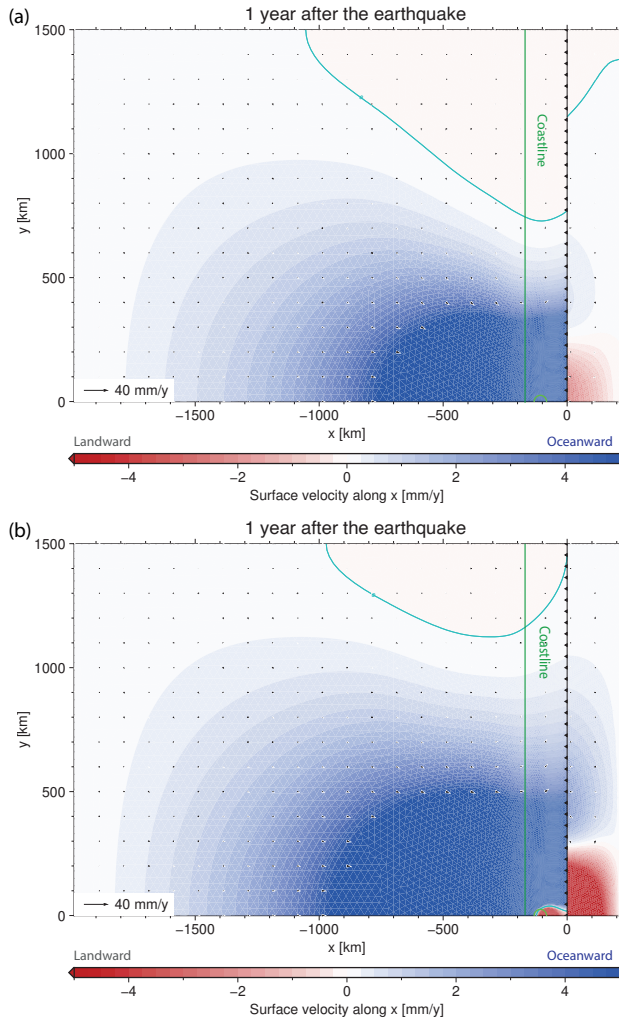 (a)
1 year after the earthquake
1500
1000
500
0
y [km]
Coastline
40 mm/y
−1500
−1000
−500
0
x [km]
Landward
Oceanward
−4
−2
0
2
4
Surface velocity along x [mm/y]
(b)
1 year after the earthquake
1500
1000
500
0
y [km]
Coastline
40 mm/y
−1500
−1000
−500
0
x [km]
Landward
Oceanward
−4
−2
0
2
4
Surface velocity along x [mm/y]